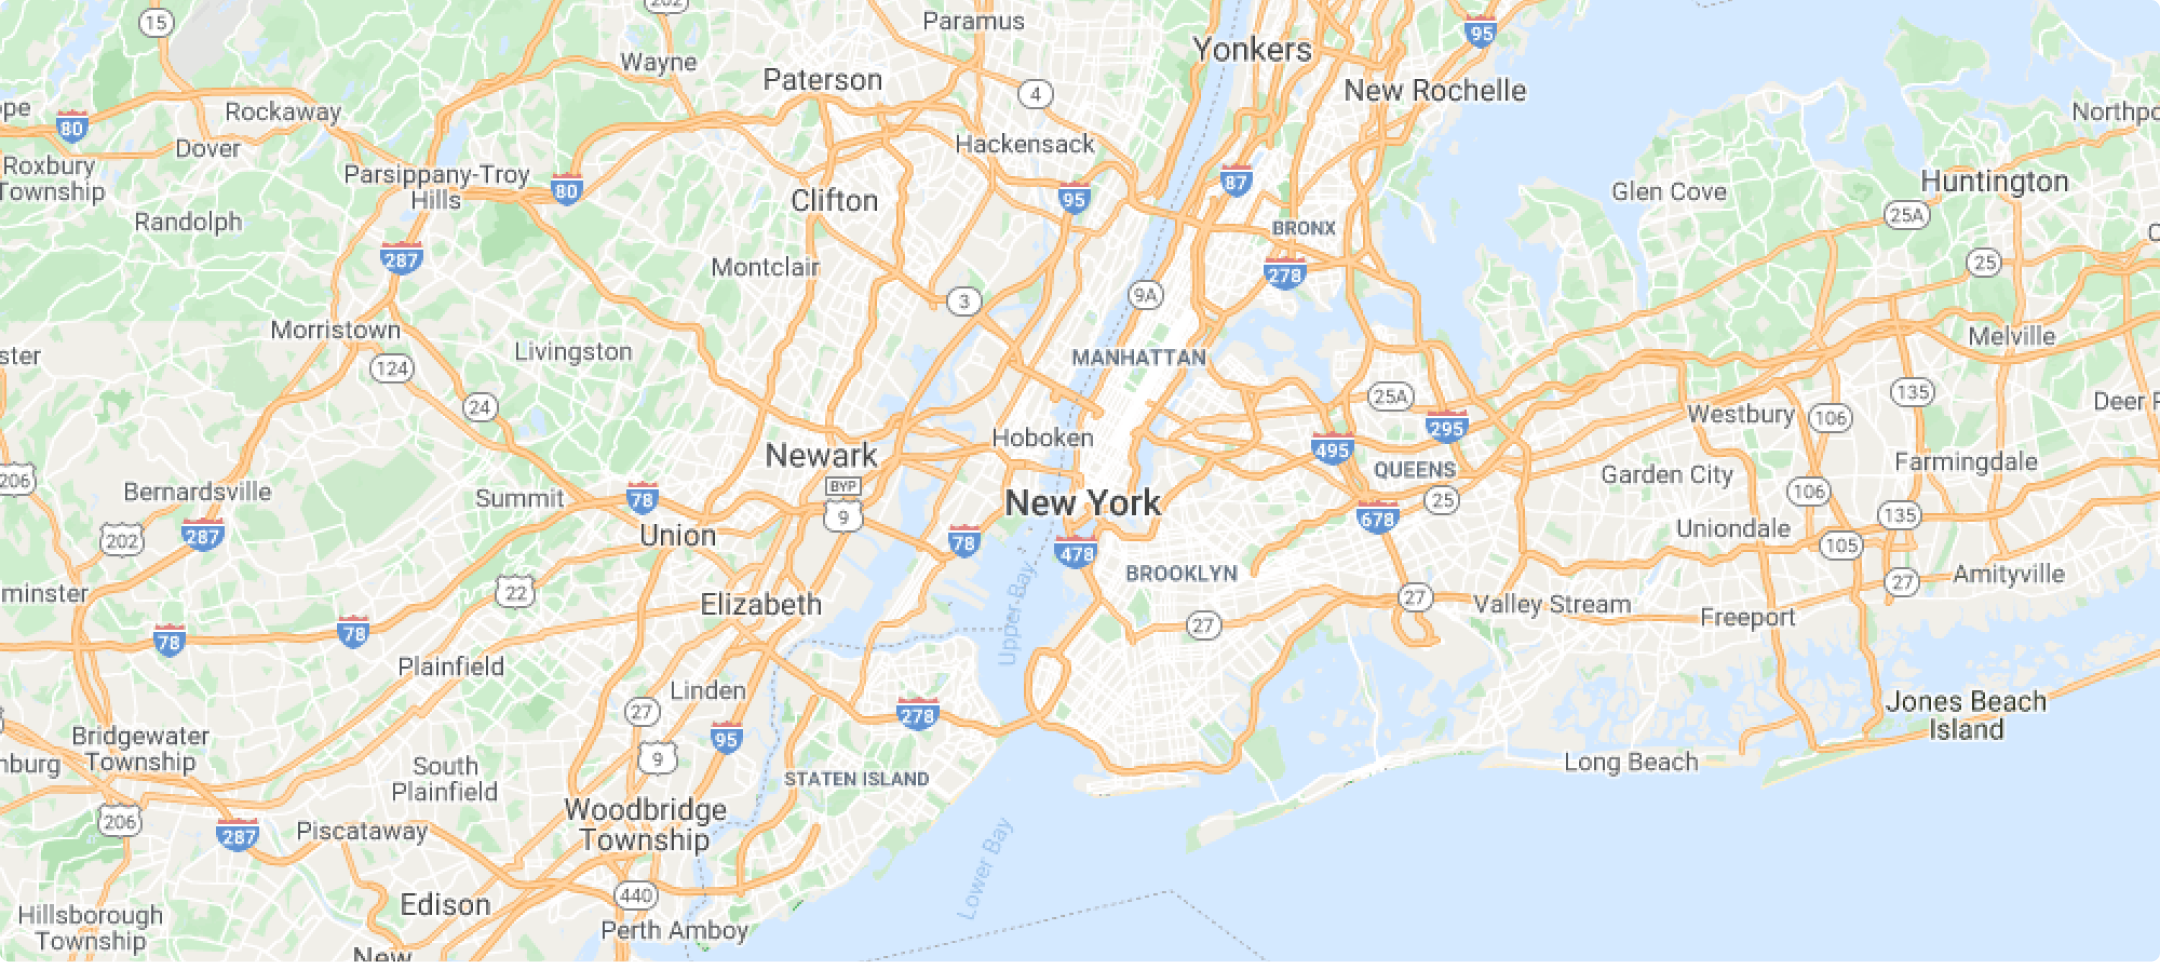 15
202
Paramus
Yonkers
95
Wayne
Paterson
New Rochelle
4
80
Rockaway
Northpo
Dover
Hackensack
Roxbury
Township
Parsippany-Troy
Hills
80
95
87
Glen Cove
Huntington
Clifton
25A
Randolph
BRONX
287
Montclair
278
25
3
9A
Morristown
Livingston
MANHATTAN
Melville
124
24
25A
135
Deer
Westbury
106
295
Hoboken
495
Newark
QUEENS
Garden City
Farmingdale
206
Bernardsville
Summit
78
BYP
9
New York
25
106
135
678
287
202
Union
78
478
Uniondale
105
BROOKLYN
Amityville
22
minster
Elizabeth
27
Valley Stream
27
Freeport
27
Upper Bay
78
78
Plainfield
Linden
27
278
Jones Beach
Island
Bridgewater
Township
95
9
South
Plainfield
STATEN ISLAND
Long Beach
206
287
Piscataway
Woodbridge
Township
Lower Bay
Edison
440
Perth Amboy
Hillsborough
Township
New